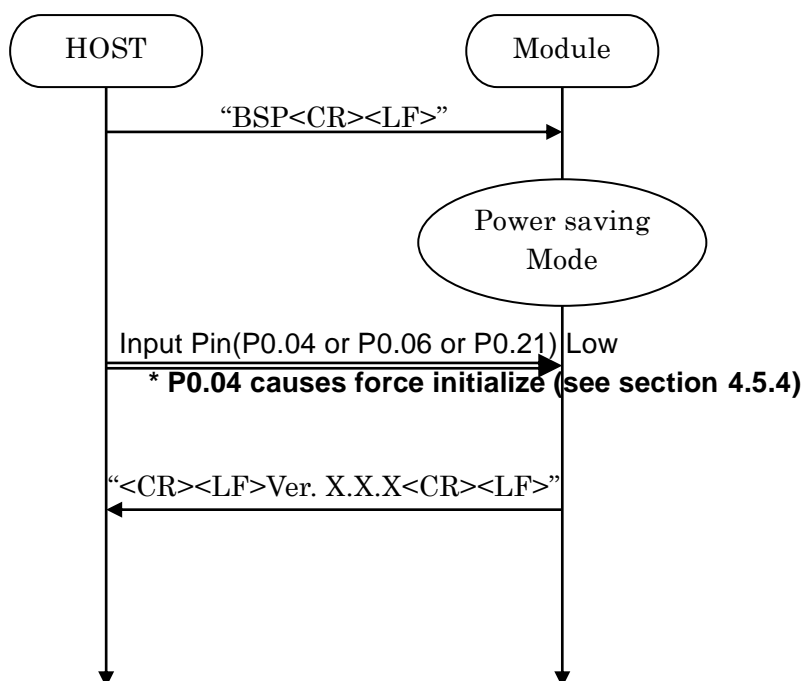 HOST
Module
“BSP<CR><LF>”
Power saving
Mode
Input Pin(P0.04 or P0.06 or P0.21) Low
* P0.04 causes force initialize (see section 4.5.4)
“<CR><LF>Ver. X.X.X<CR><LF>”